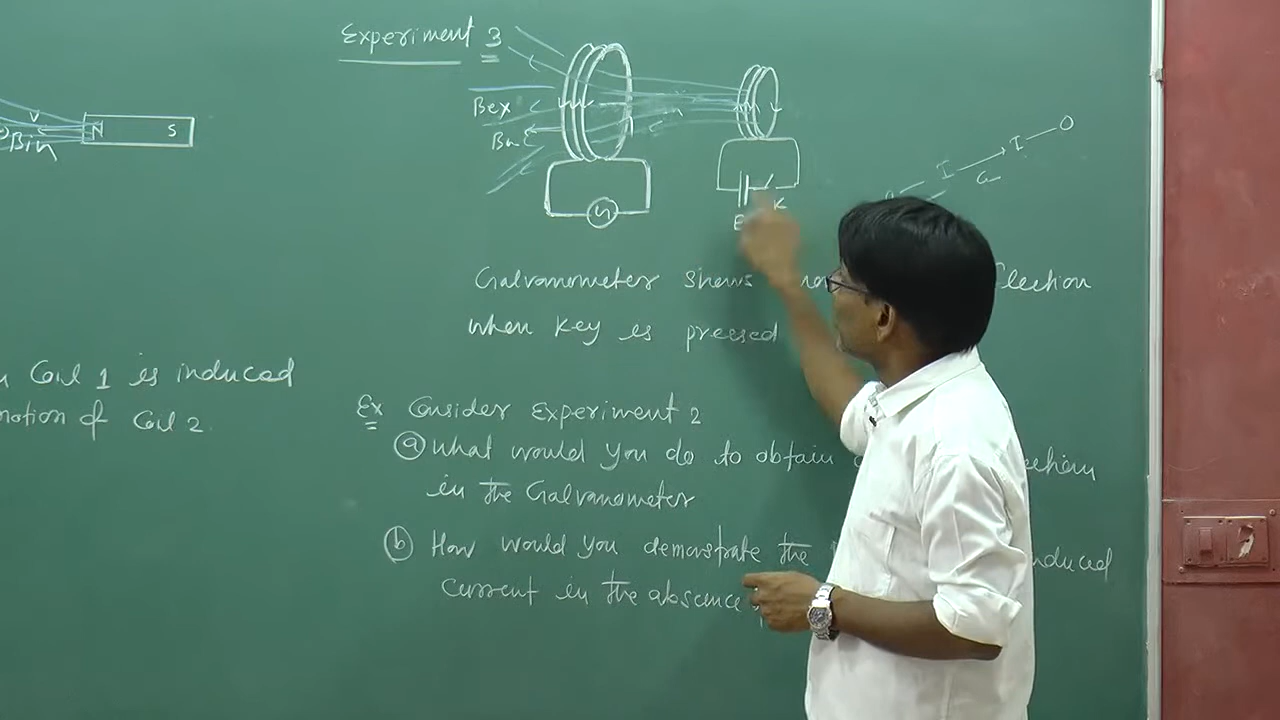 Experiment 3
N S
Bin
Bex
Bin
G
E K
I G I O
Galvanometer shows
when key is pressed
Coil 1 is induced
motion of Coil 2.
Ex Consider Experiment 2
(a) What would you do to obtain
in the Galvanometer
(b) How would you demonstrate the
current in the absence